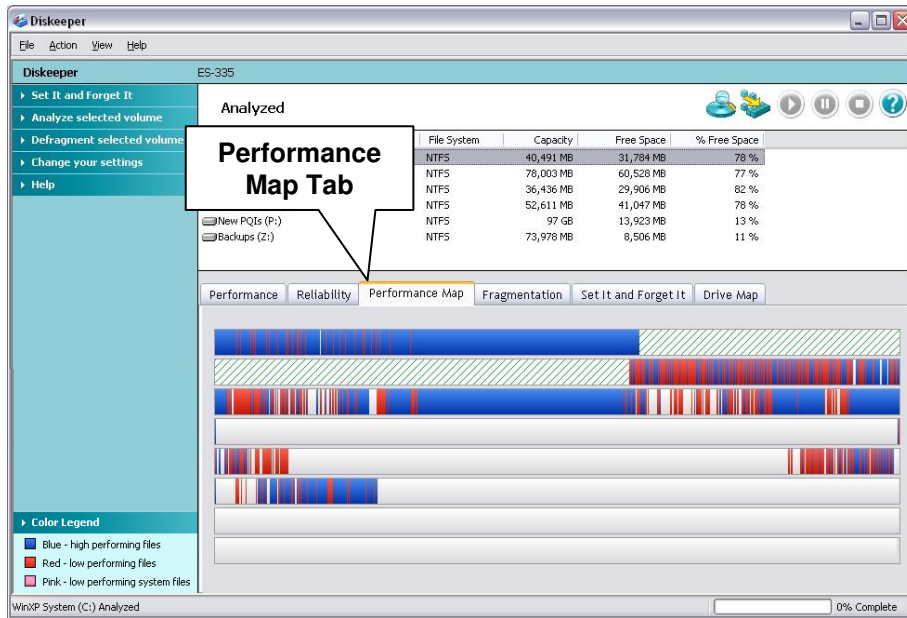 Diskeeper
File Action View Help
Diskeeper ES-335
Set It and Forget It
Analyze selected volume
Defragment selected volume
Change your settings
Help
Analyzed
Performance
Map Tab
File System Capacity Free Space % Free Space
NTFS 40,491 MB 31,784 MB 78 %
NTFS 78,003 MB 60,528 MB 77 %
NTFS 36,436 MB 29,906 MB 82 %
NTFS 52,611 MB 41,047 MB 78 %
New PQIs (P:) NTFS 97 GB 13,923 MB 13 %
Backups (Z:) NTFS 73,978 MB 8,506 MB 11 %
Performance Reliability Performance Map Fragmentation Set It and Forget It Drive Map
Color Legend
Blue - high performing files
Red - low performing files
Pink - low performing system files
WinXP System (C:) Analyzed 0% Complete